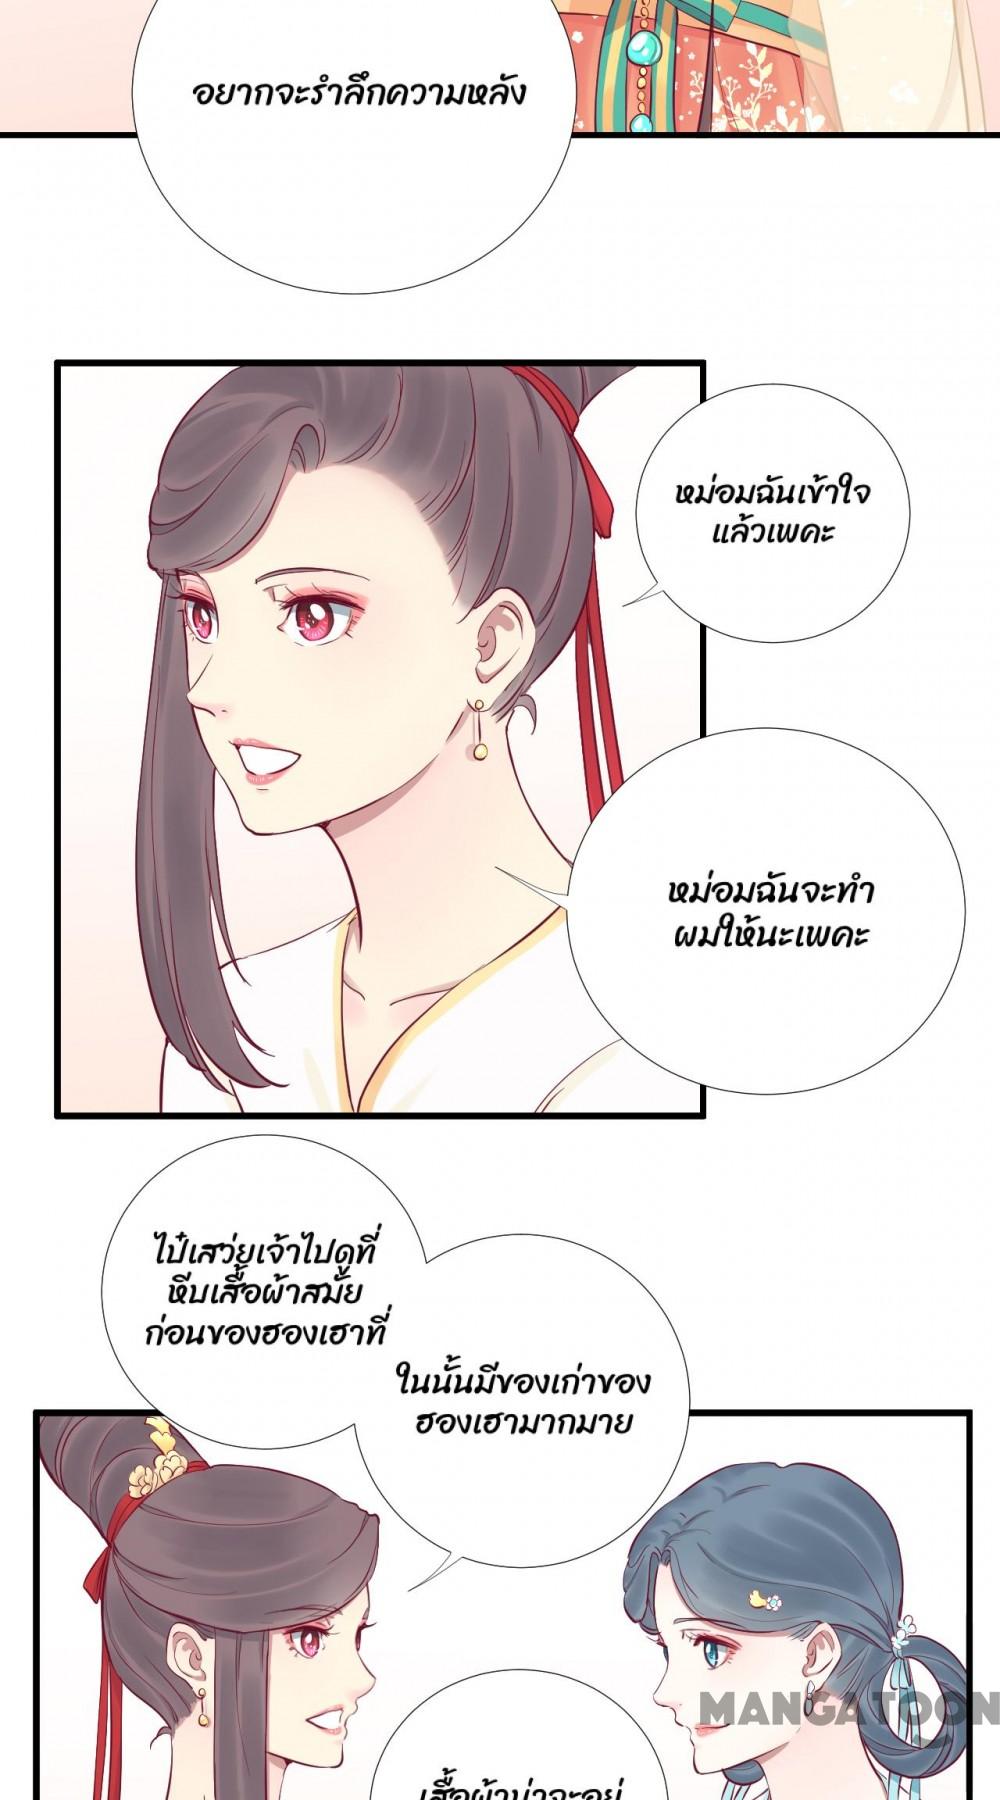 อยากจะรำลึกความหลัง
หม่อมฉันเข้าใจ
แล้วเพคะ
หม่อมฉันจะทำ
ผมให้นะเพคะ
ไป๋เสว่ยเจ้าไปดูที่
หีบเสื้อผ้าสมัย
ก่อนของฮองเฮาที่
ในนั้นมีของเก่าของ
ฮองเฮามากมาย
MANGATOON
เสื้อผ้าน่าจะอยู่